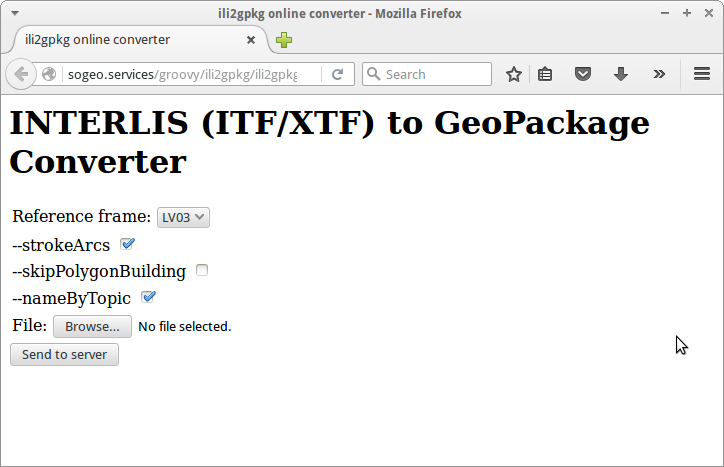 ili2gpkg online converter - Mozilla Firefox
ili2gpkg online converter
sogeo.services/groovy/ili2gpkg/ili2gpkg
Search
INTERLIS (ITF/XTF) to GeoPackage
Converter
Reference frame: LV03
--strokeArcs
--skipPolygonBuilding
--nameByTopic
File: Browse... No file selected.
Send to server